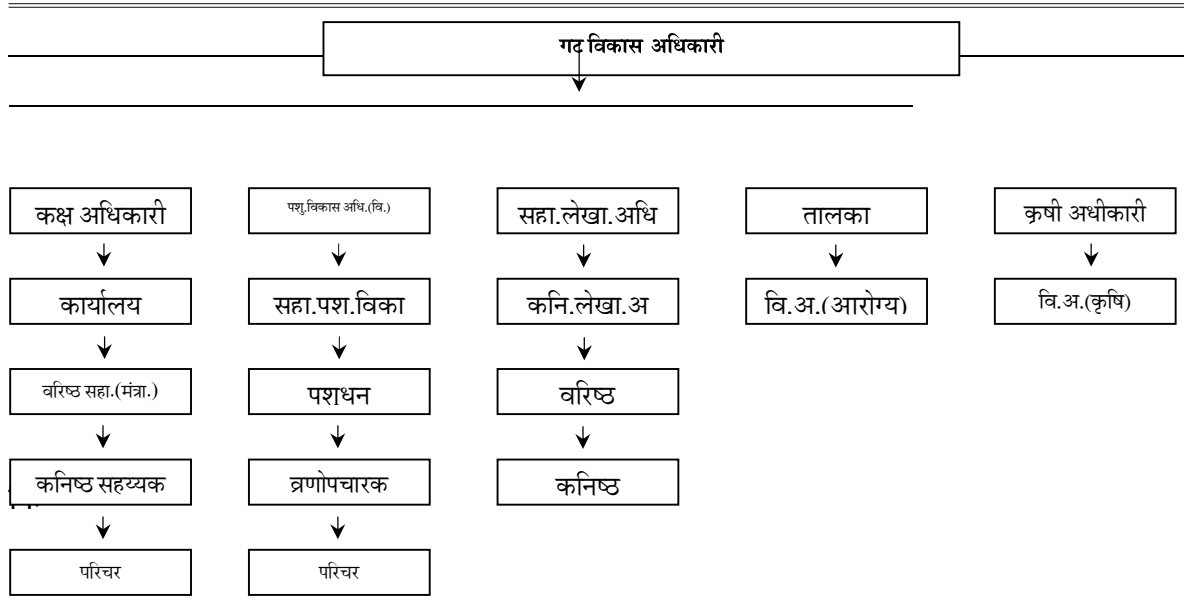 गट विकास अधिकारी
कक्ष अधिकारी
पशु.विकास अधि.(वि.)
सहा.लेखा.अधि
तालका
कृषी अधीकारी
कार्यालय
सहा.पश.विका
कनि.लेखा.अ
वि.अ.(आरोग्य)
वि.अ.(कृषि)
वरिष्ठ सहा.(मंत्रा.)
पशधन
वरिष्ठ
कनिष्ठ सहय्यक
व्रणोपचारक
कनिष्ठ
परिचर
परिचर